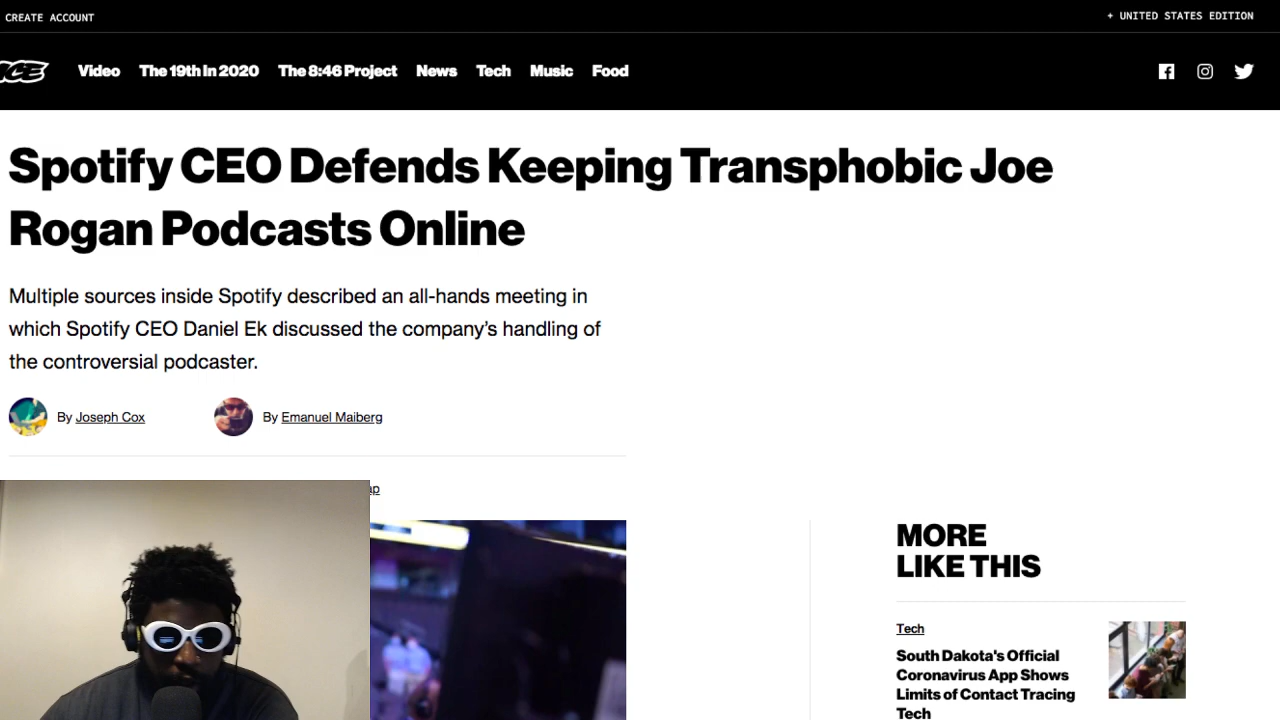 CREATE ACCOUNT
+ UNITED STATES EDITION
Video The 19th In 2020 The 8:46 Project News Tech Music Food
Spotify CEO Defends Keeping Transphobic Joe
Rogan Podcasts Online
Multiple sources inside Spotify described an all-hands meeting in
which Spotify CEO Daniel Ek discussed the company's handling of
the controversial podcaster.
By Joseph Cox By Emanuel Maiberg
MORE
LIKE THIS
Tech
South Dakota's Official
Coronavirus App Shows
Limits of Contact Tracing
Tech